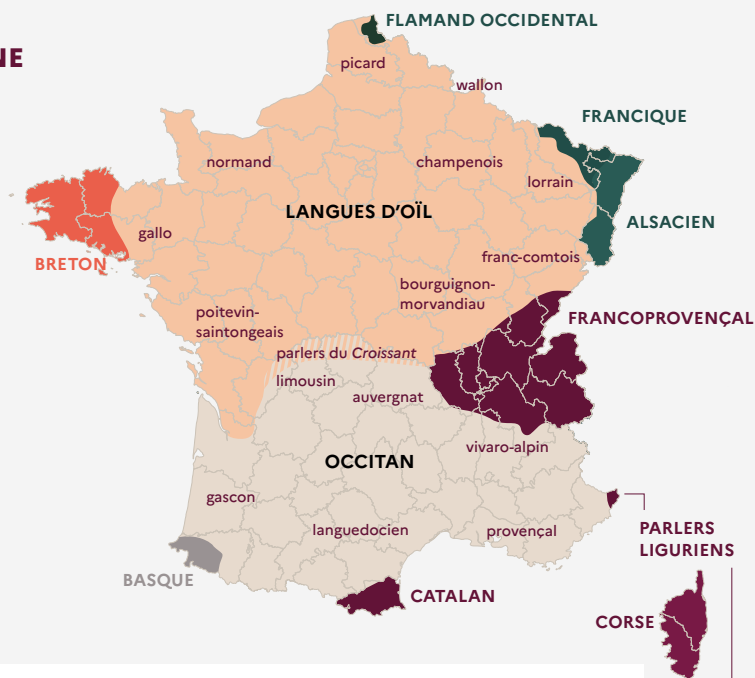 NE
FLAMAND OCCIDENTAL
picard
wallon
FRANCIQUE
normand
champenois
lorrain
LANGUES D’OÏL
ALSACIEN
gallo
BRETON
franc-comtois
bourguignon-
morvandiau
poitevin-
saintongeais
FRANCOPROVENÇAL
parlers du Croissant
limousin
auvergnat
vivaro-alpin
OCCITAN
gascon
languedocien
provençal
PARLERS
LIGURIENS
BASQUE
CATALAN
CORSE